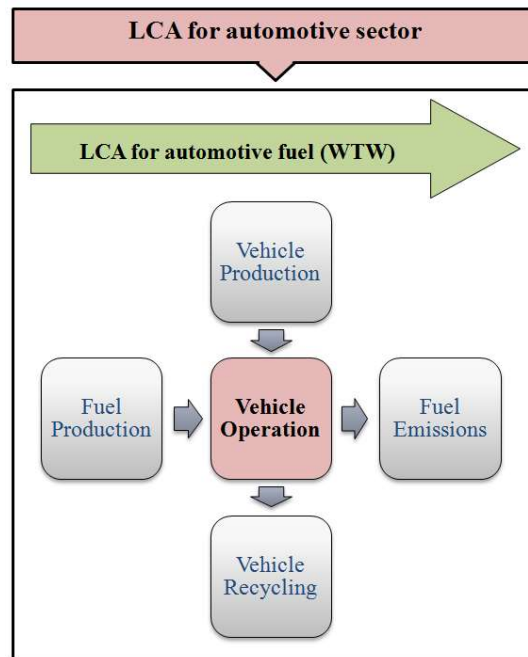 LCA for automotive sector
LCA for automotive fuel (WTW)
Vehicle
Production
Fuel
Production
Vehicle
Operation
Fuel
Emissions
Vehicle
Recycling